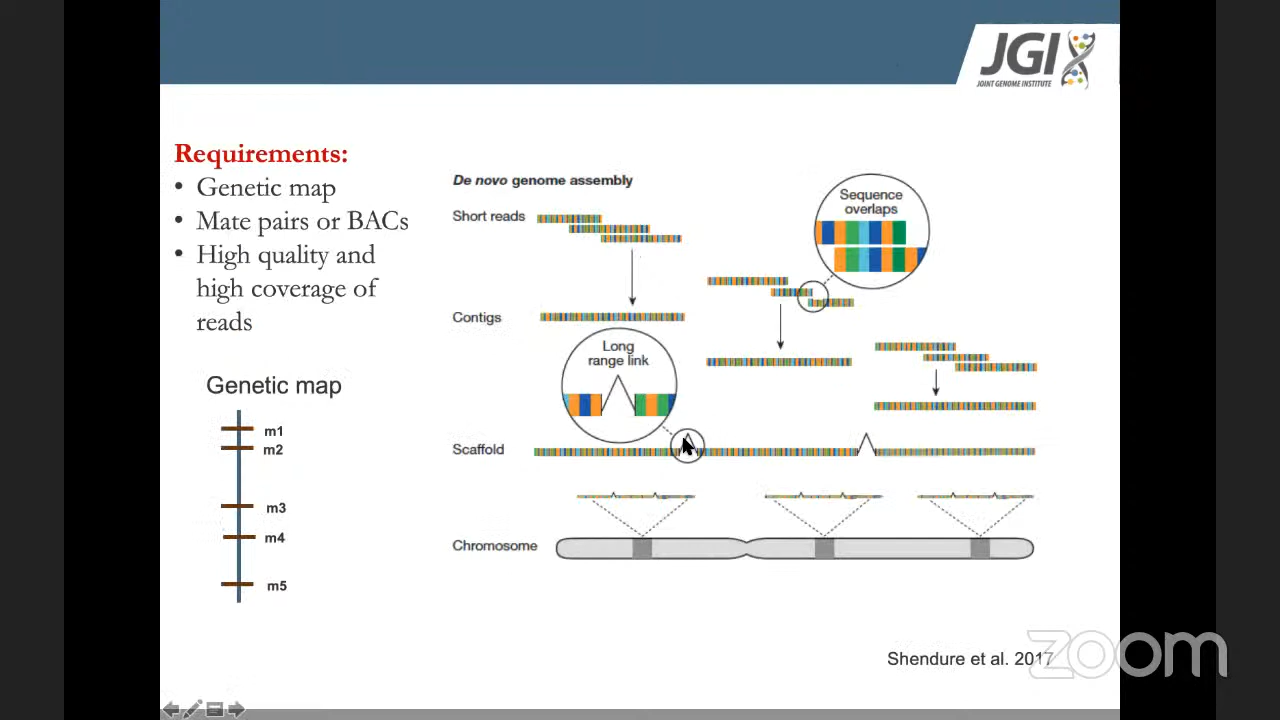 JGI
JOINT GENOME INSTITUTE
Requirements:
• Genetic map
• Mate pairs or BACs
• High quality and
high coverage of
reads
Genetic map
m1
m2
m3
m4
m5
De novo genome assembly
Short reads
Sequence
overlaps
Contigs
Long
range link
Scaffold
Chromosome
Shendure et al. 2017
zoom